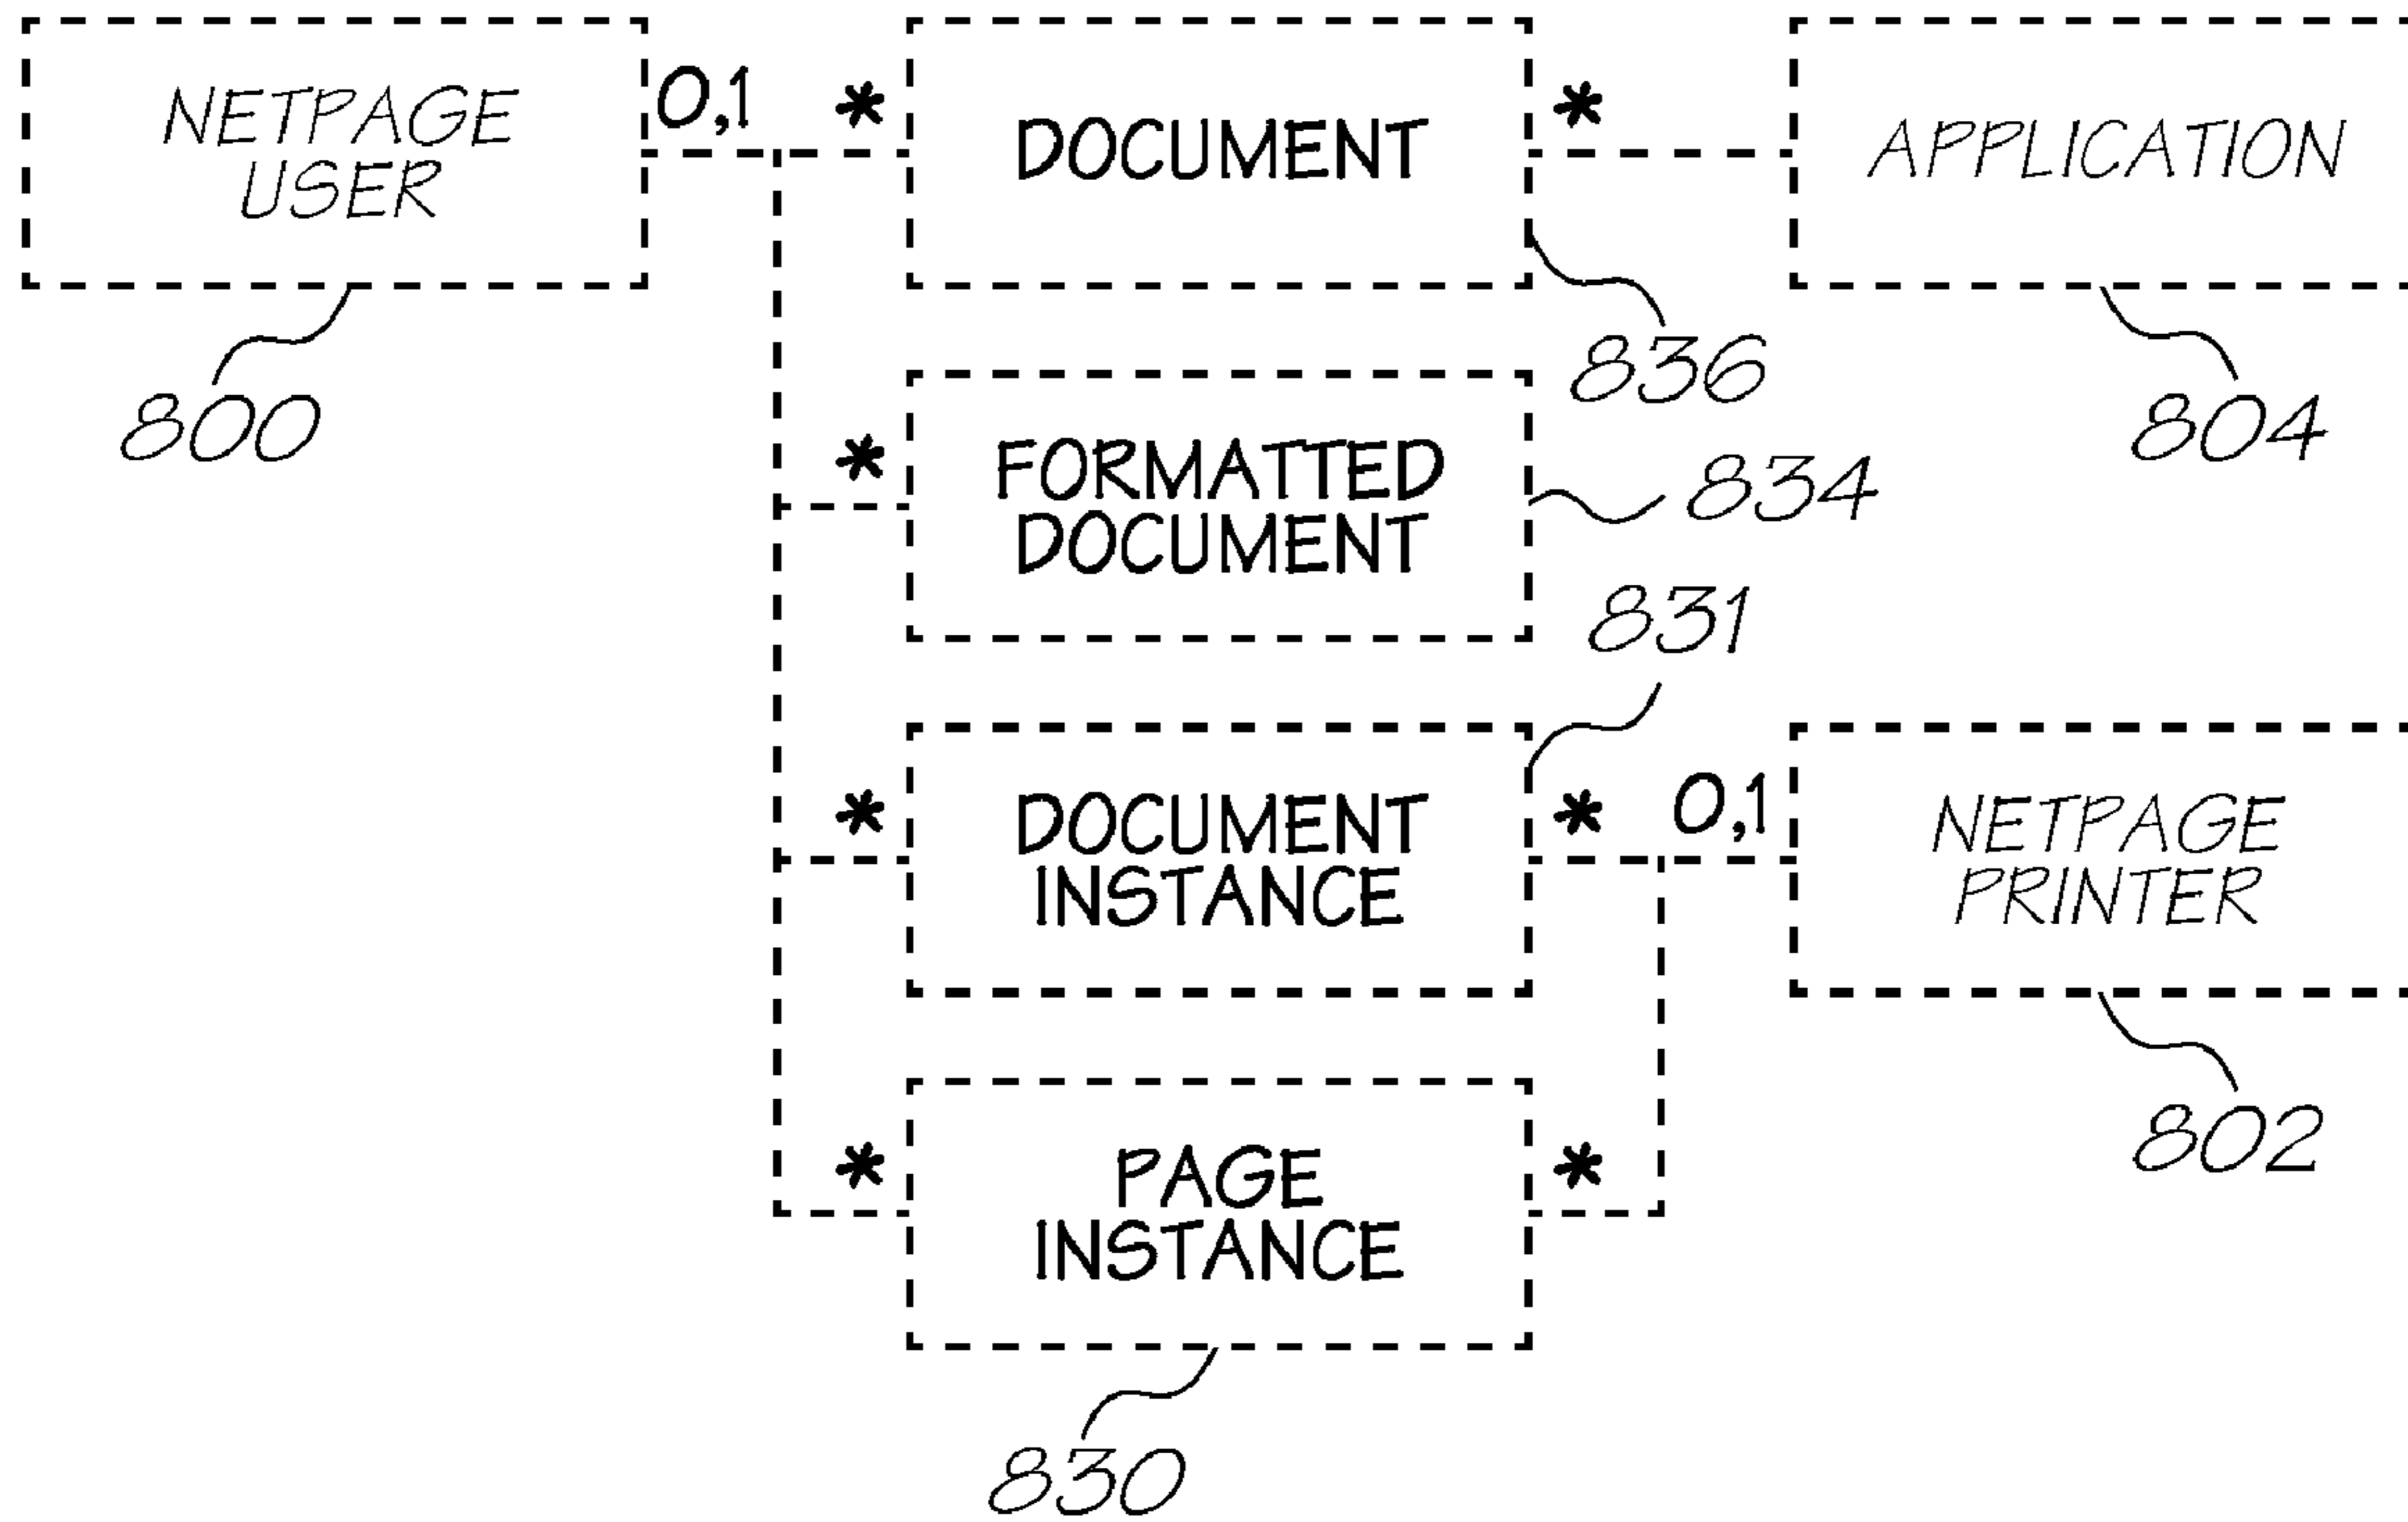 NETPAGE
USER
0,1
*
DOCUMENT
*
APPLICATION
800
836
804
*
FORMATTED
DOCUMENT
834
831
*
DOCUMENT
INSTANCE
*
0,1
NETPAGE
PRINTER
802
*
PAGE
INSTANCE
*
830